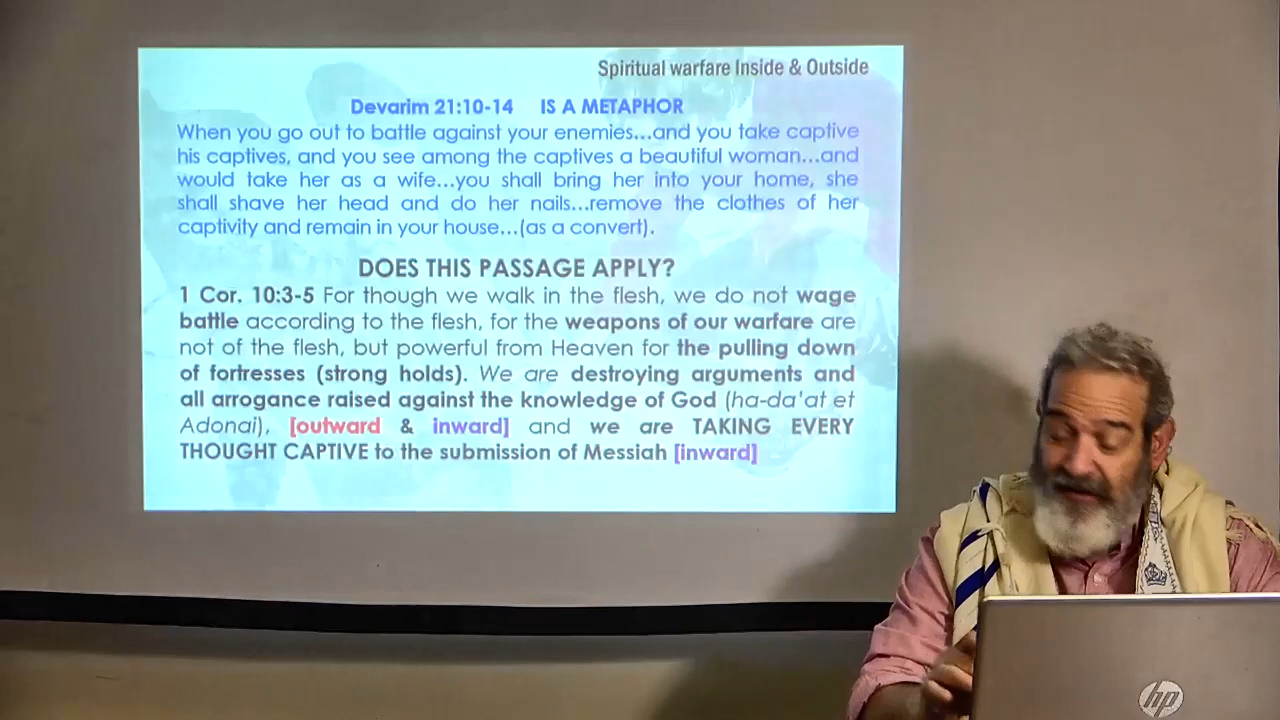 Spiritual warfare Inside & Outside
Devarim 21:10-14 IS A METAPHOR
When you go out to battle against your enemies...and you take captive
his captives, and you see among the captives a beautiful woman...and
would take her as a wife...you shall bring her into your home, she
shall shave her head and do her nails...remove the clothes of her
captivity and remain in your house...(as a convert).
DOES THIS PASSAGE APPLY?
1 Cor. 10:3-5 For though we walk in the flesh, we do not wage
battle according to the flesh, for the weapons of our warfare are
not of the flesh, but powerful from Heaven for the pulling down
of fortresses (strong holds). We are destroying arguments and
all arrogance raised against the knowledge of God (ha-da'at et
Adonai), [outward & inward] and we are TAKING EVERY
THOUGHT CAPTIVE to the submission of Messiah [inward]
hp